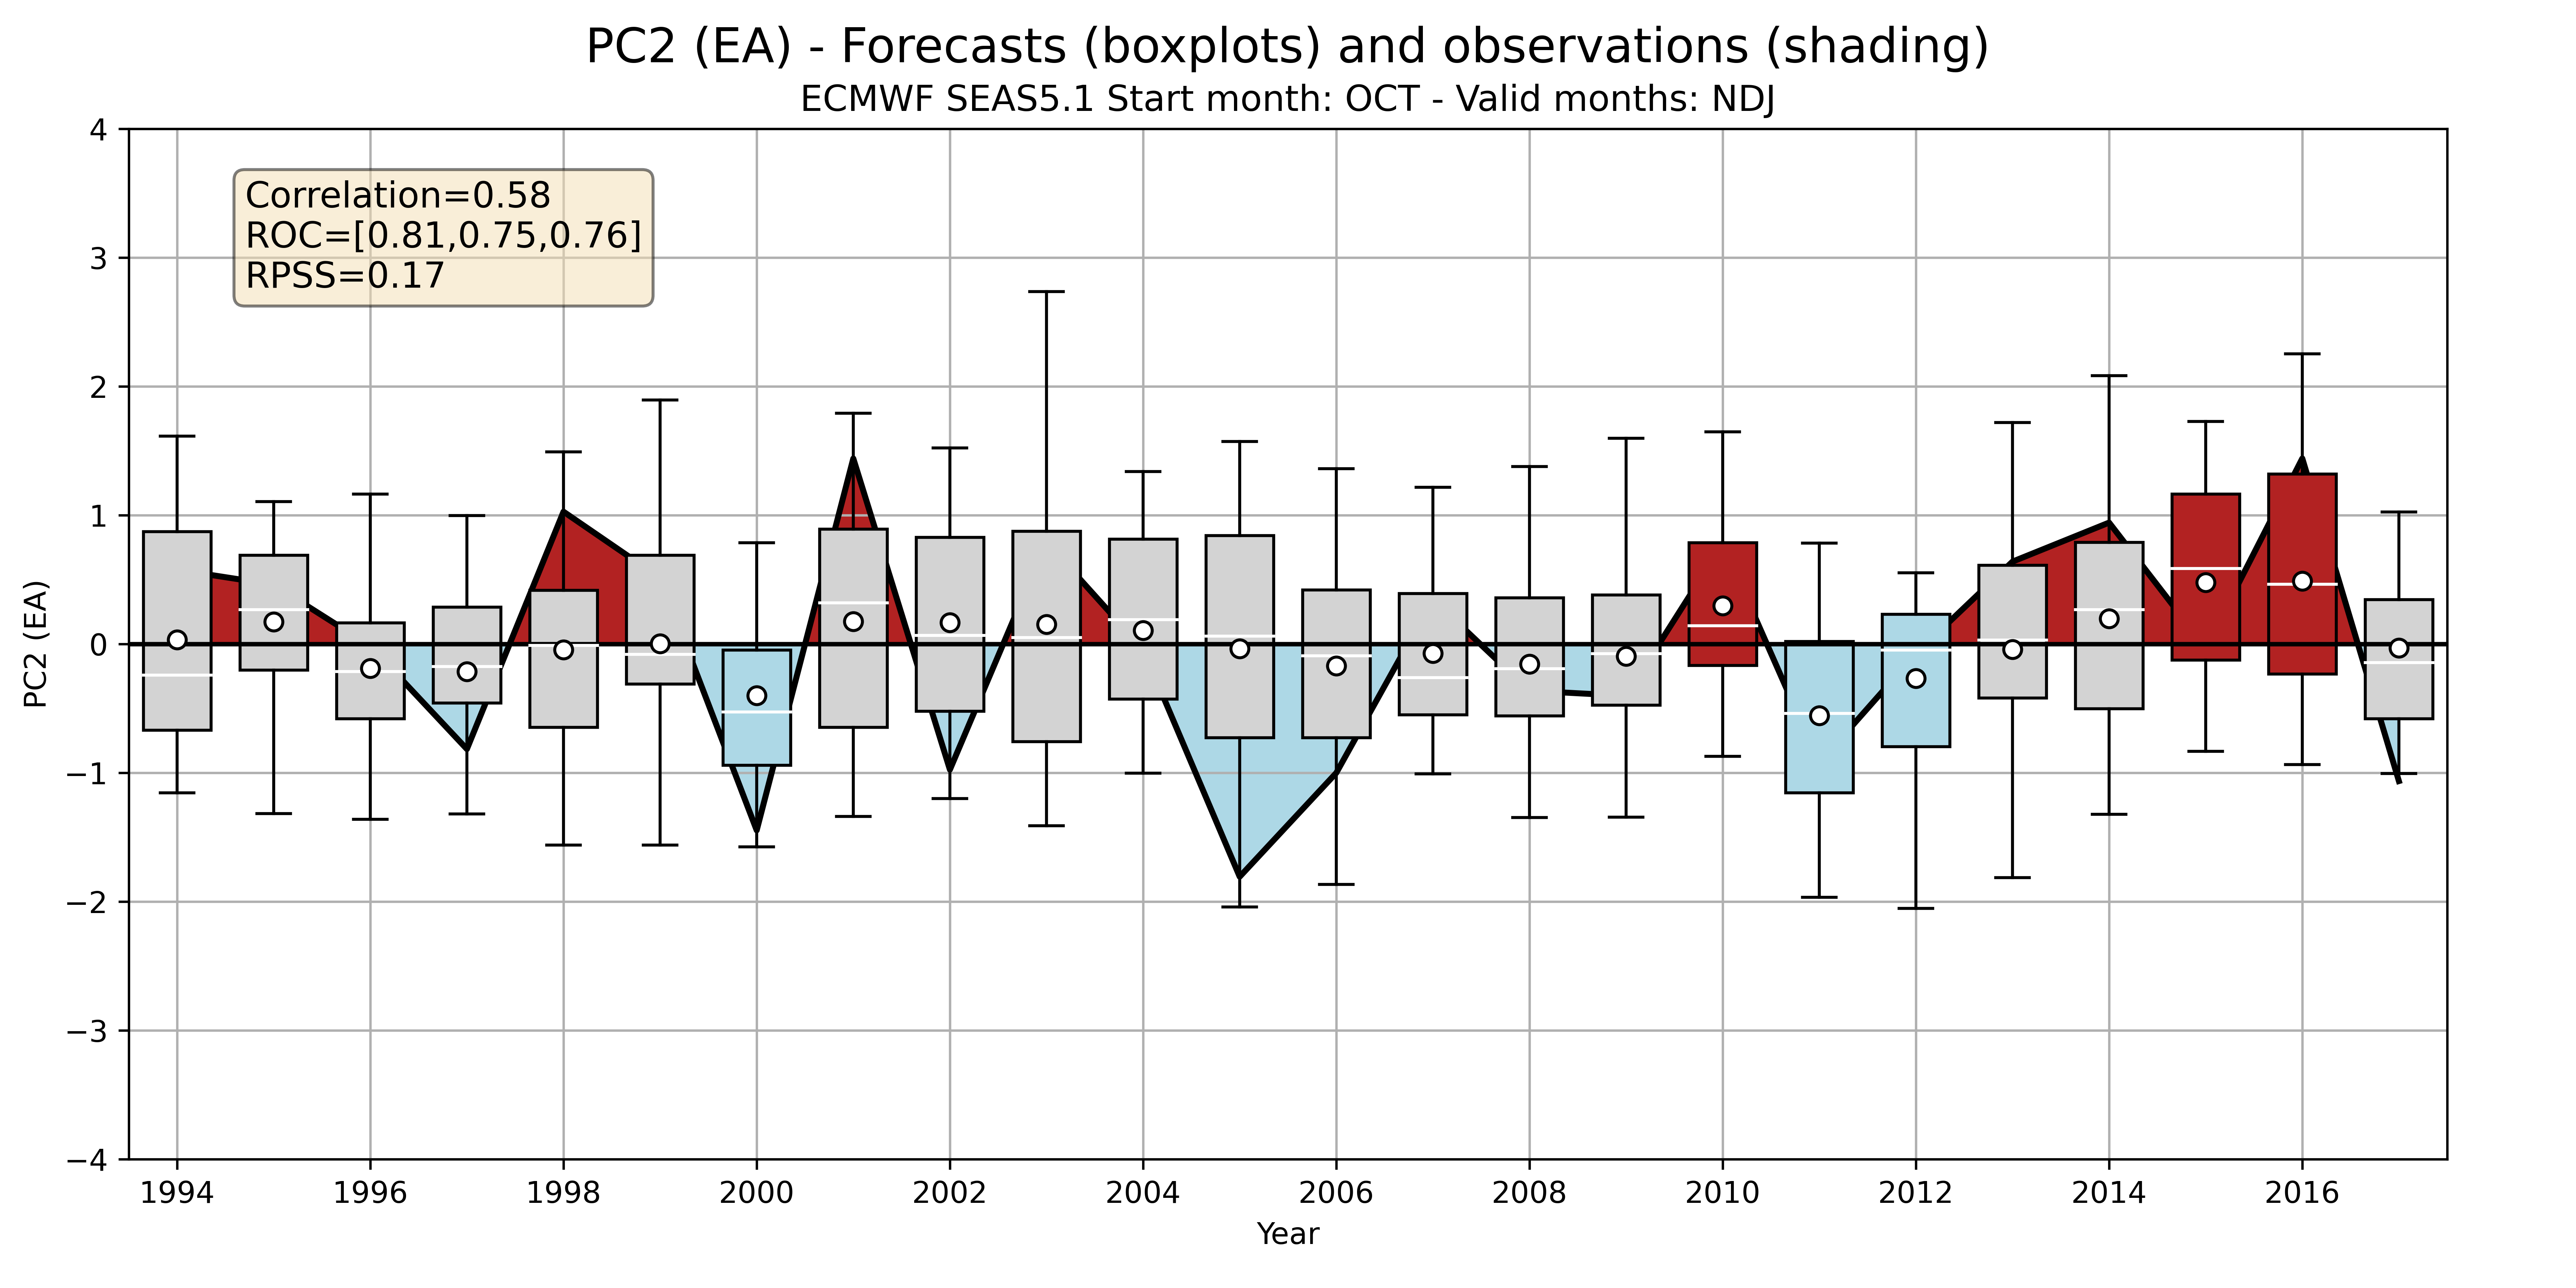 PC2 (EA) - Forecasts (boxplots) and observations (shading)
ECMWF SEAS5.1 Start month: OCT - Valid months: NDJ
Correlation=0.58
ROC=[0.81,0.75,0.76]
RPSS=0.17
PC2 (EA)
4
3
2
1
0
−1
−2
−3
−4
1994 1996 1998 2000 2002 2004 2006 2008 2010 2012 2014 2016
Year